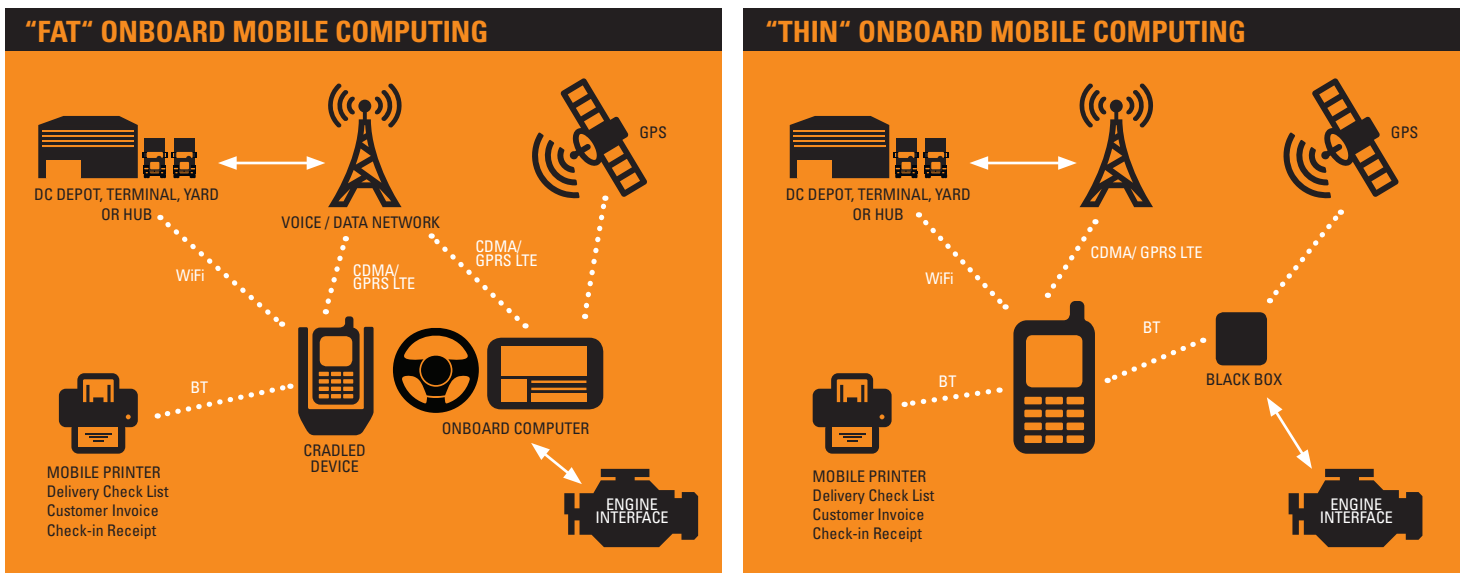 “FAT“ ONBOARD MOBILE COMPUTING
GPS
DC DEPOT, TERMINAL, YARD
OR HUB
VOICE / DATA NETWORK
CDMA/
GPRS LTE
CDMA/
GPRS LTE
WiFi
BT
ONBOARD COMPUTER
CRADLED
DEVICE
MOBILE PRINTER
Delivery Check List
Customer Invoice
Check-in Receipt
ENGINE
INTERFACE
“THIN“ ONBOARD MOBILE COMPUTING
GPS
DC DEPOT, TERMINAL, YARD
OR HUB
CDMA/ GPRS LTE
WiFi
BT
BT
BLACK BOX
MOBILE PRINTER
Delivery Check List
Customer Invoice
Check-in Receipt
ENGINE
INTERFACE